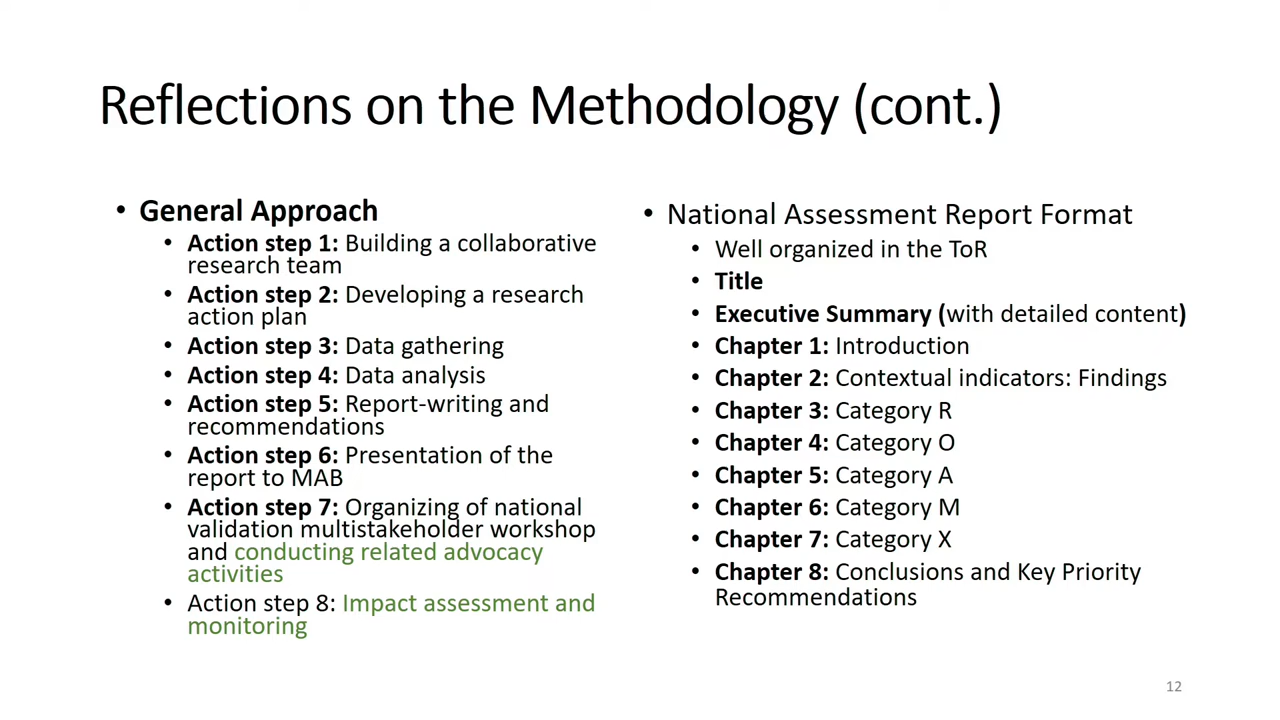 Reflections on the Methodology (cont.)
• General Approach
• Action step 1: Building a collaborative
research team
• Action step 2: Developing a research
action plan
• Action step 3: Data gathering
• Action step 4: Data analysis
• Action step 5: Report-writing and
recommendations
• Action step 6: Presentation of the
report to MAB
• Action step 7: Organizing of national
validation multistakeholder workshop
and conducting related advocacy
activities
• Action step 8: Impact assessment and
monitoring
• National Assessment Report Format
• Well organized in the ToR
• Title
• Executive Summary (with detailed content)
• Chapter 1: Introduction
• Chapter 2: Contextual indicators: Findings
• Chapter 3: Category R
• Chapter 4: Category O
• Chapter 5: Category A
• Chapter 6: Category M
• Chapter 7: Category X
• Chapter 8: Conclusions and Key Priority
Recommendations
12